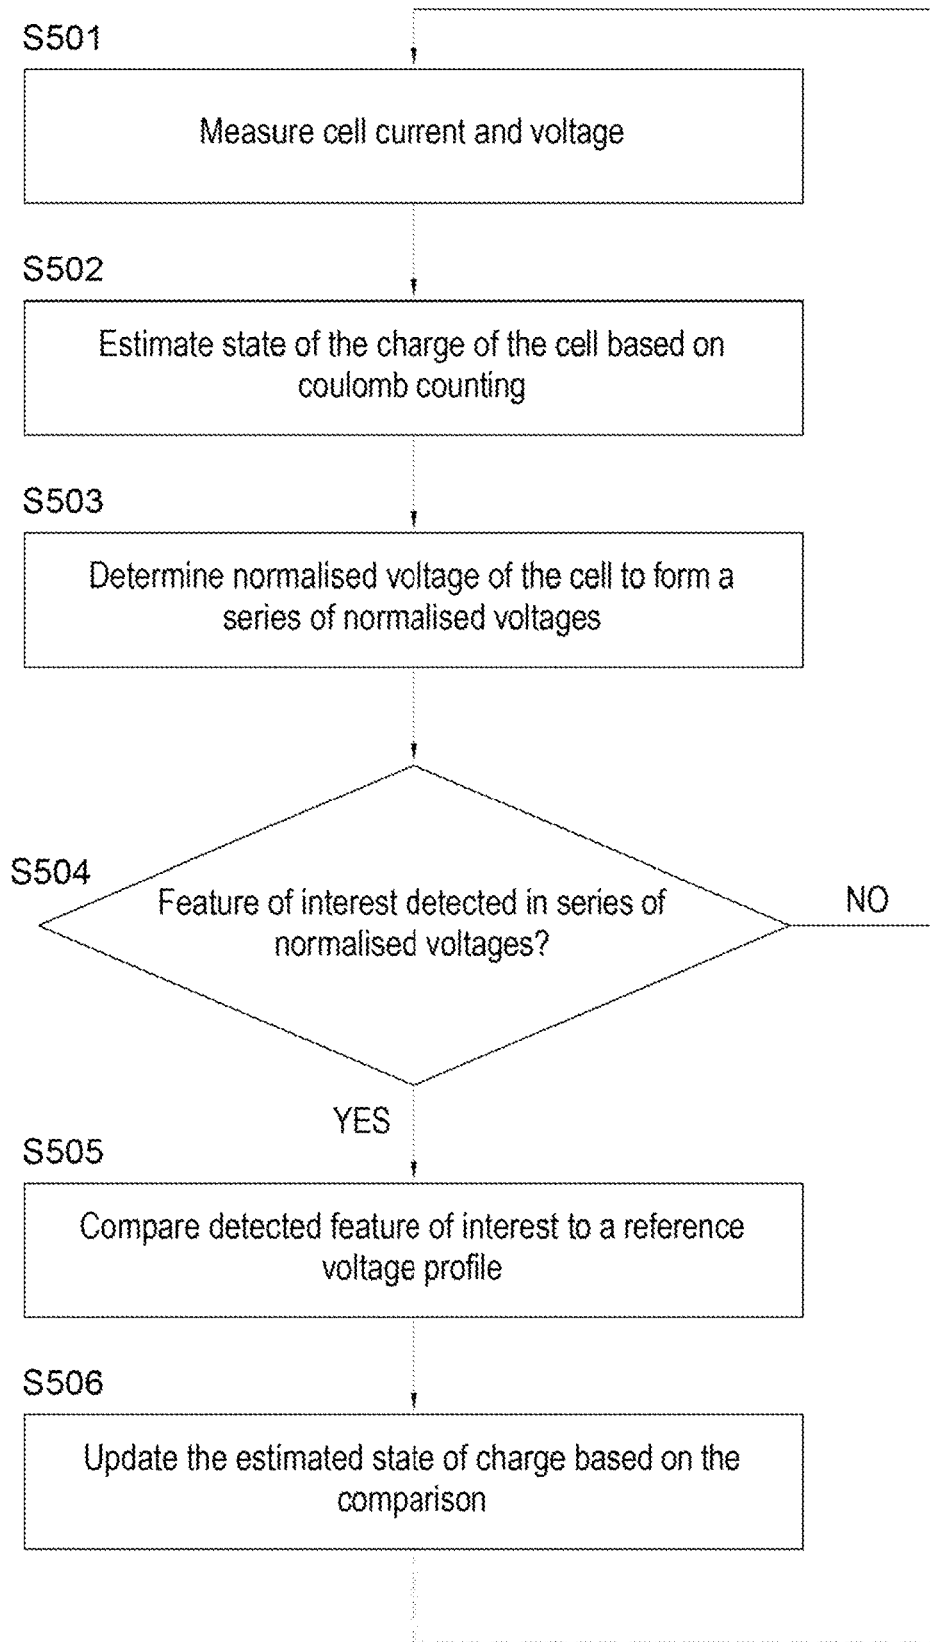 S501
Measure cell current and voltage
S502
Estimate state of the charge of the cell based on
coulomb counting
S503
Determine normalised voltage of the cell to form a
series of normalised voltages
S504
Feature of interest detected in series of
normalised voltages?
NO
YES
S505
Compare detected feature of interest to a reference
voltage profile
S506
Update the estimated state of charge based on the
comparison